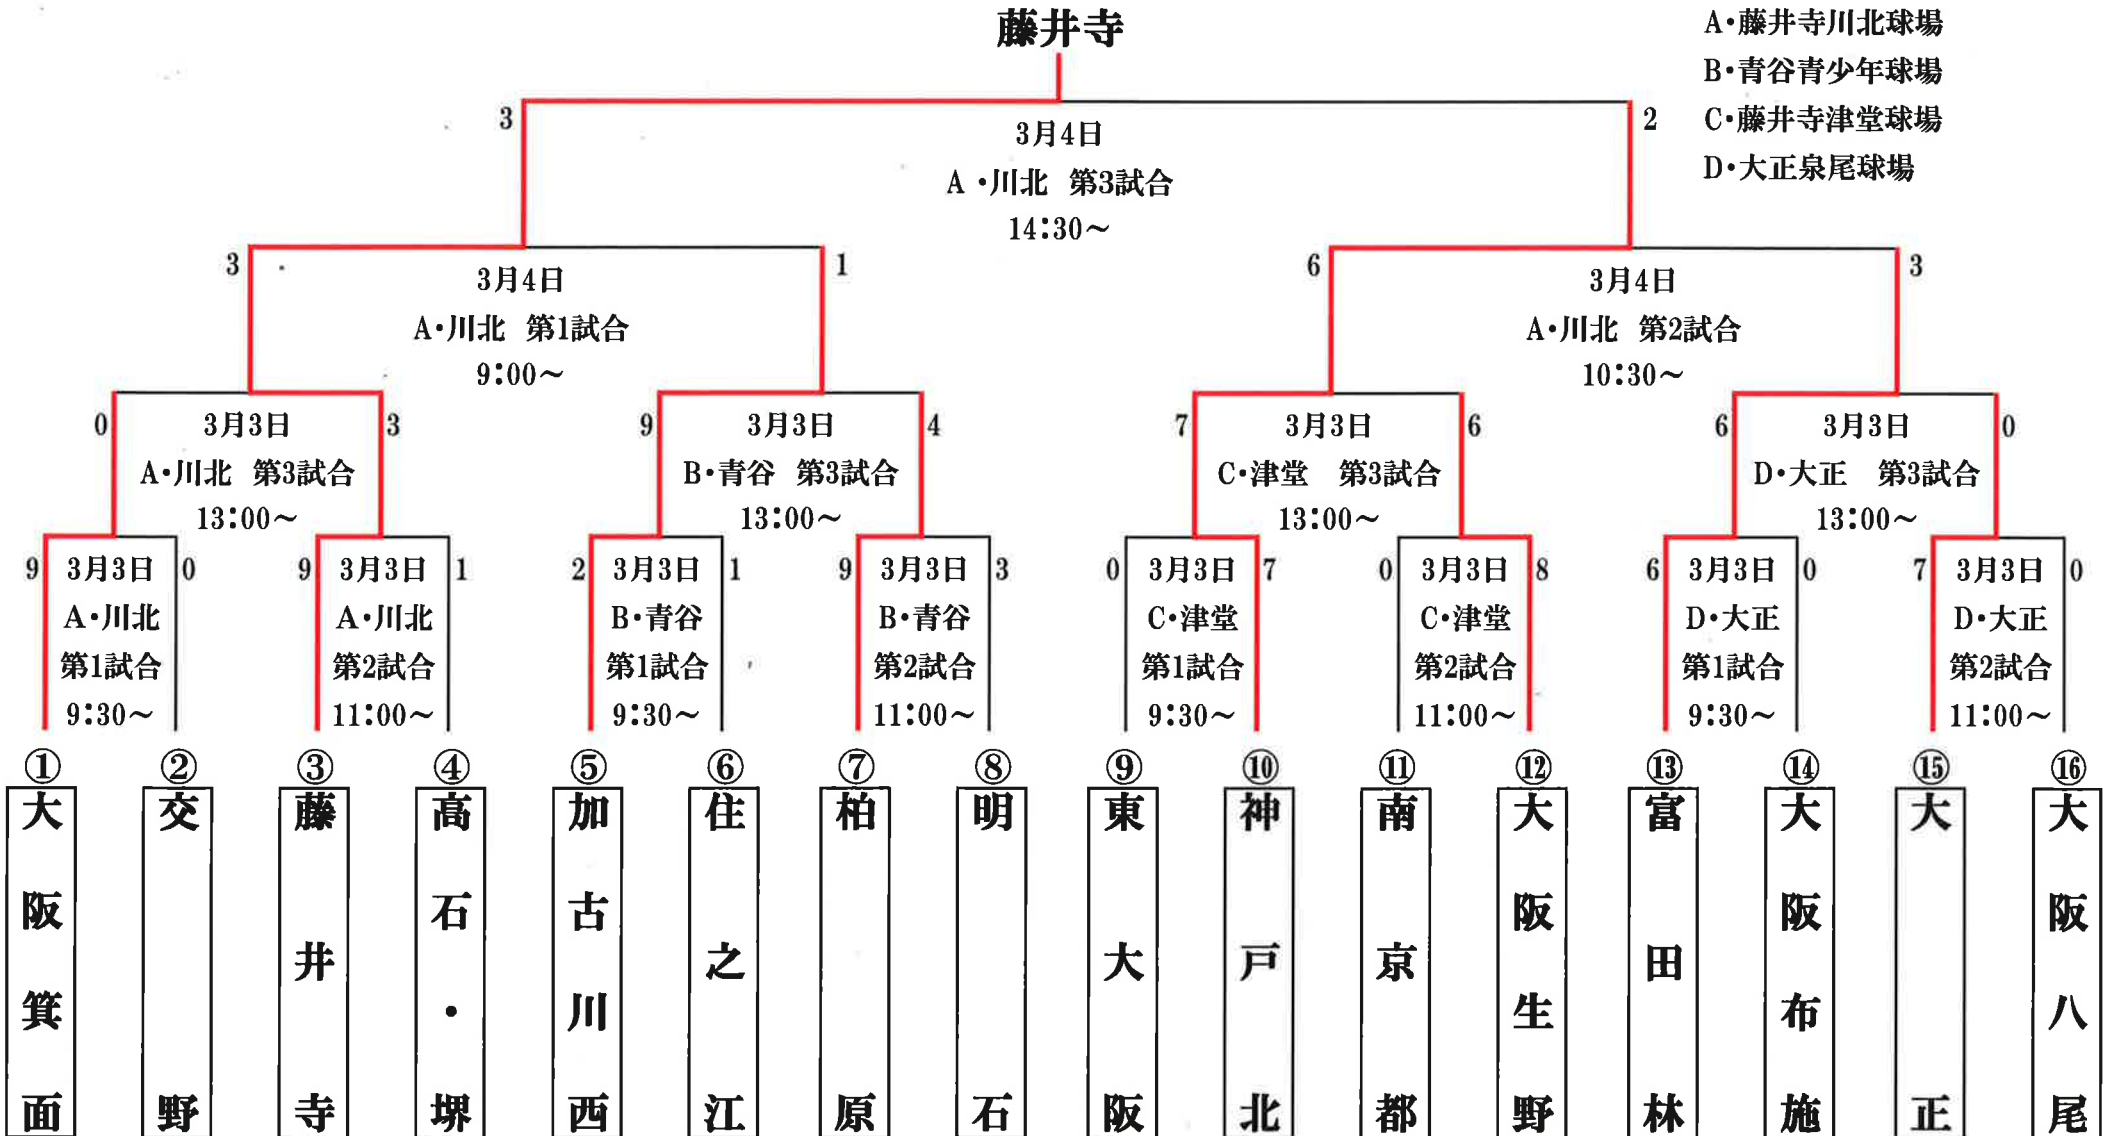 藤井寺
A・藤井寺川北球場
B・青谷青少年球場
C・藤井寺津堂球場
D・大正泉尾球場
3
2
3月4日
A・川北 第3試合
14:30～
3
1
3月4日
A・川北 第1試合
9:00～
6
3
3月4日
A・川北 第2試合
10:30～
0
3
3月3日
A・川北 第3試合
13:00～
9
4
3月3日
B・青谷 第3試合
13:00～
7
6
3月3日
C・津堂 第3試合
13:00～
6
0
3月3日
D・大正 第3試合
13:00～
9
0
3月3日
A・川北
第1試合
9:30～
9
1
3月3日
A・川北
第2試合
11:00～
2
1
3月3日
B・青谷
第1試合
9:30～
9
3
3月3日
B・青谷
第2試合
11:00～
0
7
3月3日
C・津堂
第1試合
9:30～
0
8
3月3日
C・津堂
第2試合
11:00～
6
0
3月3日
D・大正
第1試合
9:30～
7
0
3月3日
D・大正
第2試合
11:00～
①
大阪箕面
②
交野
③
藤井寺
④
高石・堺
⑤
加古川西
⑥
住之江
⑦
柏原
⑧
明石
⑨
東大阪
⑩
神戸北
⑪
南京都
⑫
大阪生野
⑬
富田林
⑭
大阪布施
⑮
大正
⑯
大阪八尾